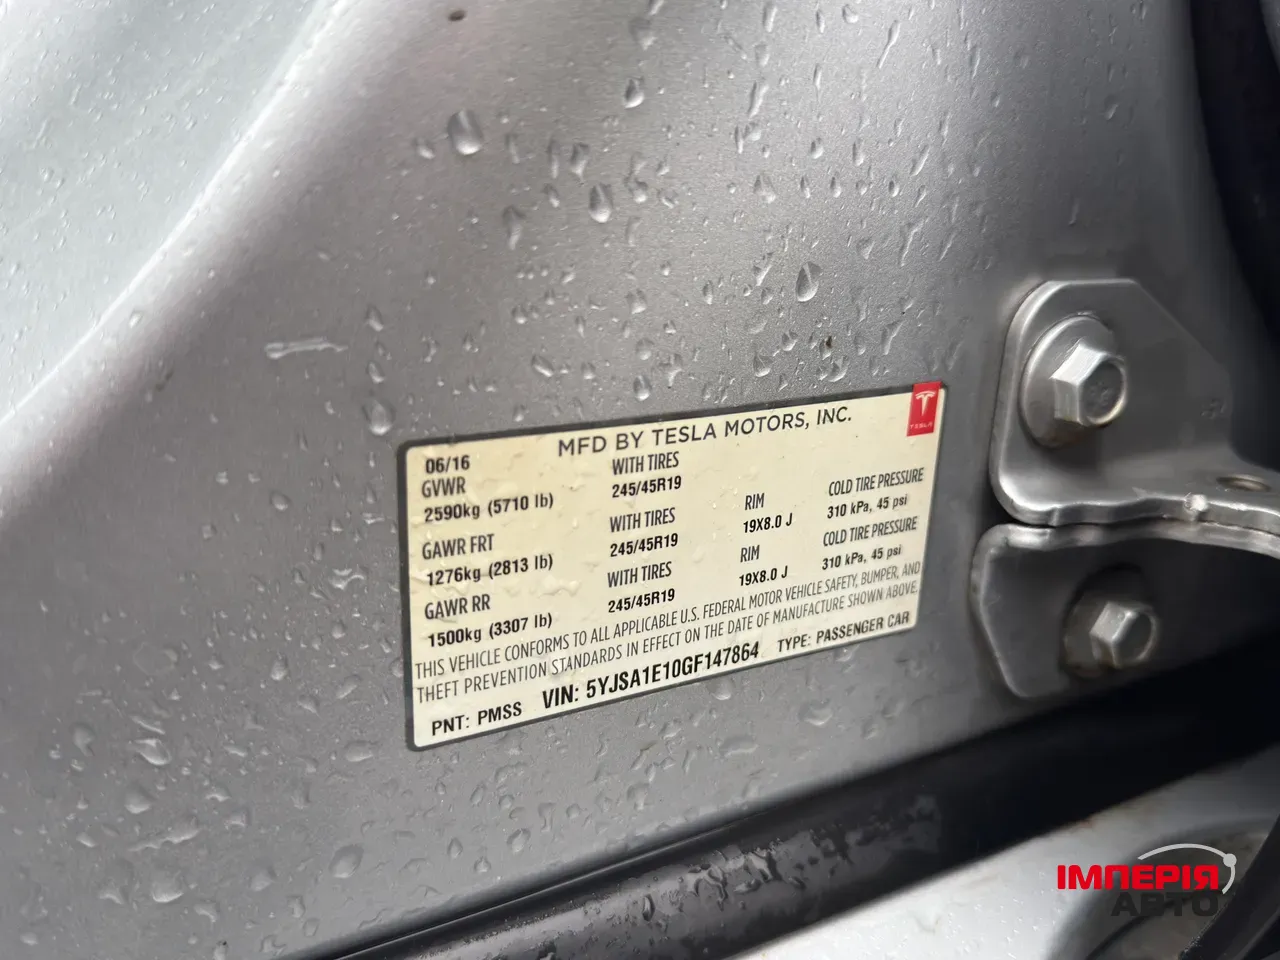 MFD BY TESLA MOTORS, INC.
TESLA
06/16
GVWR
2590kg (5710 lb)
WITH TIRES
245/45R19
GAWR FRT
1276kg (2813 lb)
WITH TIRES
245/45R19
RIM
19X8.0 J
COLD TIRE PRESSURE
310 kPa, 45 psi
GAWR RR
1500kg (3307 lb)
WITH TIRES
245/45R19
RIM
19X8.0 J
COLD TIRE PRESSURE
310 kPa, 45 psi
THIS VEHICLE CONFORMS TO ALL APPLICABLE U.S. FEDERAL MOTOR VEHICLE SAFETY, BUMPER, AND
THEFT PREVENTION STANDARDS IN EFFECT ON THE DATE OF MANUFACTURE SHOWN ABOVE.
PNT: PMSS VIN: 5YJSA1E10GF147864 TYPE: PASSENGER CAR
ІМПЕРІЯ
АВТО